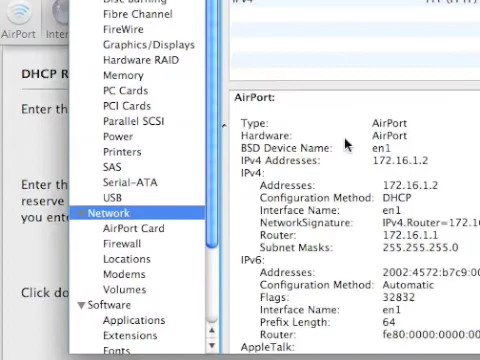 Fibre Channel
FireWire
Graphics/Displays
Hardware RAID
Memory
PC Cards
PCI Cards
Parallel SCSI
Power
Printers
SAS
Serial-ATA
USB
Network
AirPort Card
Firewall
Locations
Modems
Volumes
Software
Applications
Extensions
Fonts
AirPort
DHCP R
Enter th
Enter th
reserve
you ente
Click do
AirPort:
Type: AirPort
Hardware: AirPort
BSD Device Name: en1
IPv4 Addresses: 172.16.1.2
IPv4:
Addresses: 172.16.1.2
Configuration Method: DHCP
Interface Name: en1
NetworkSignature: IPv4.Router=172.16
Router: 172.16.1.1
Subnet Masks: 255.255.255.0
IPv6:
Addresses: 2002:4572:b7c9:00
Configuration Method: Automatic
Flags: 32832
Interface Name: en1
Prefix Length: 64
Router: fe80:0000:0000:00
AppleTalk: